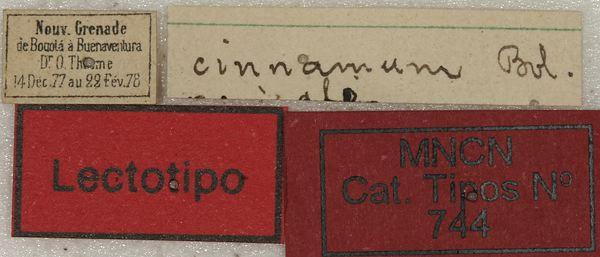 Nouv. Grenade
de Bogotá à Buenaventura
Dr. O. Thieme
14 Déc. 77 au 22 fév. 78
cinnamum Bol.
Lectotipo
MNCN
Cat. Tipos Nº
744